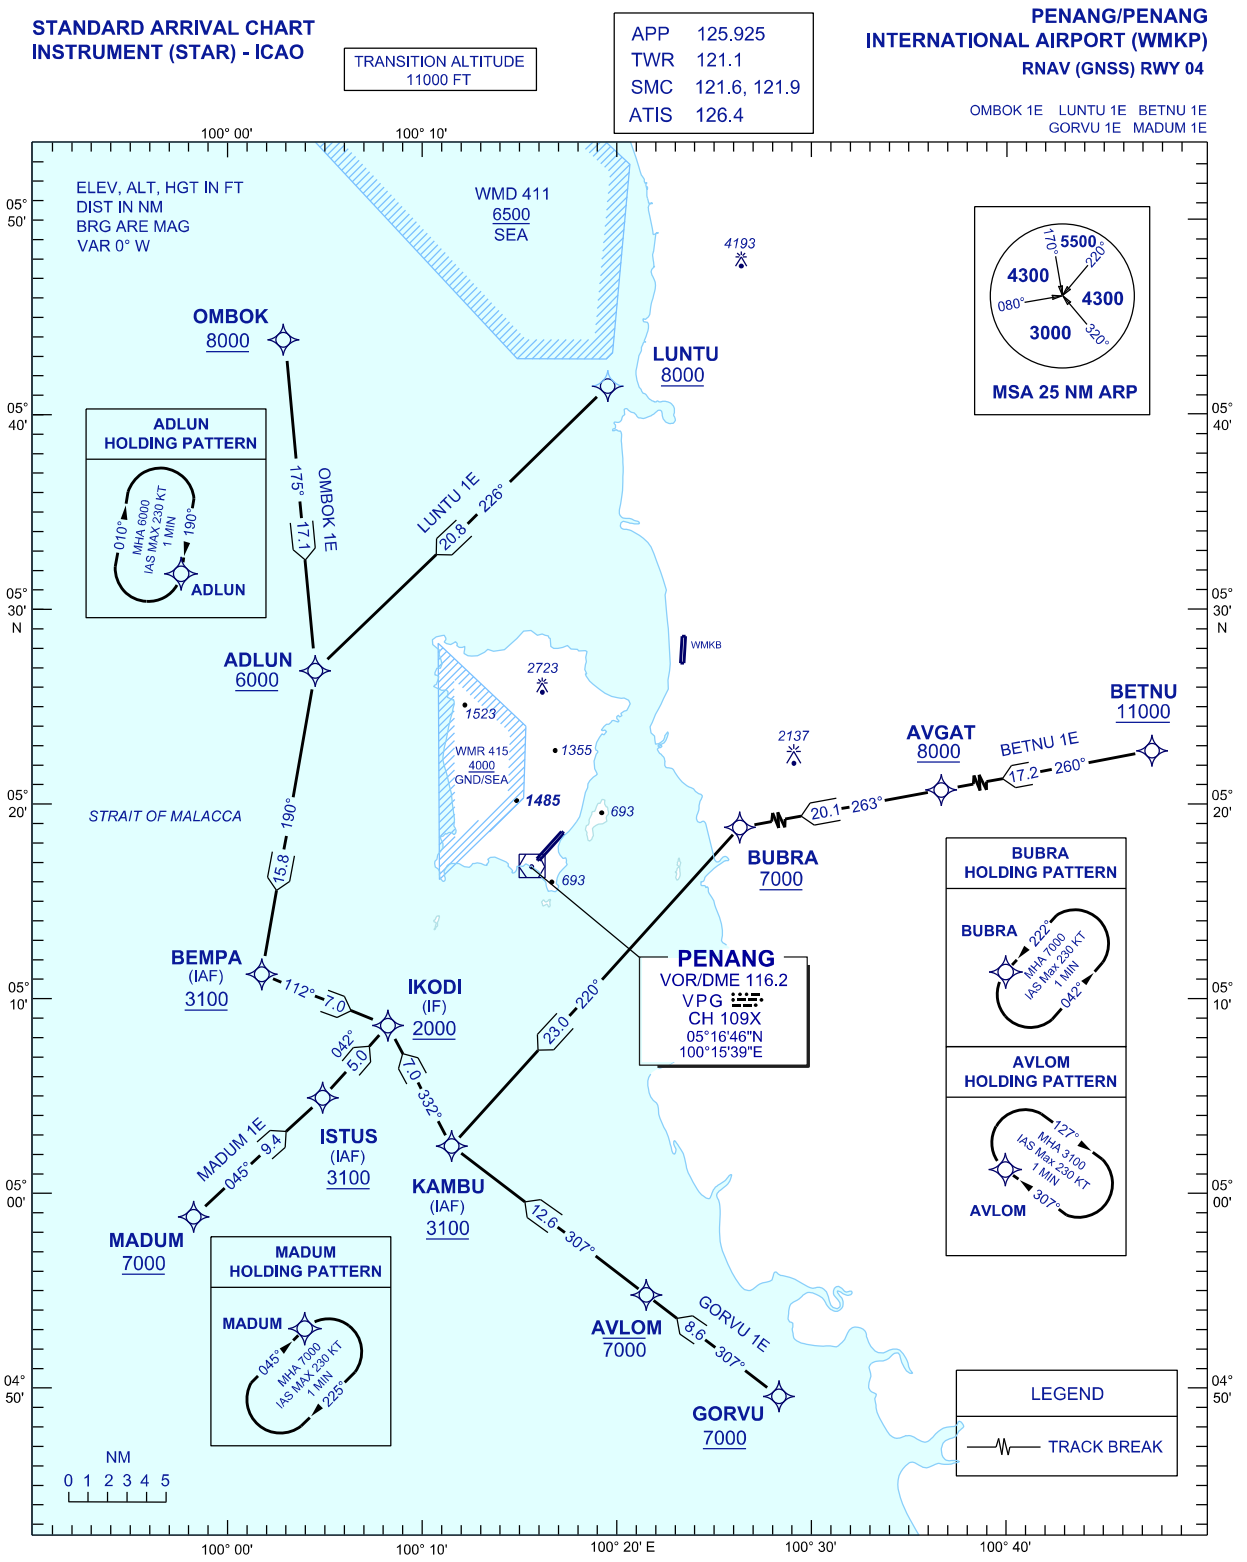 STANDARD ARRIVAL CHART
INSTRUMENT (STAR) - ICAO
TRANSITION ALTITUDE
11000 FT
APP 125.925
TWR 121.1
SMC 121.6, 121.9
ATIS 126.4
PENANG/PENANG
INTERNATIONAL AIRPORT (WMKP)
RNAV (GNSS) RWY 04
OMBOK 1E LUNTU 1E BETNU 1E
GORVU 1E MADUM 1E
100° 00'
100° 10'
ELEV, ALT, HGT IN FT
DIST IN NM
BRG ARE MAG
VAR 0° W
05°
50'
WMD 411
6500
SEA
4193
170°
5500
220°
4300
080°
4300
3000
320°
MSA 25 NM ARP
OMBOK
8000
LUNTU
8000
05°
40'
05°
40'
ADLUN
HOLDING PATTERN
010°
MHA 6000
IAS MAX 230 KT
1 MIN
190°
ADLUN
175°
OMBOK 1E
17.1
LUNTU 1E
226°
20.8
05°
30'
N
05°
30'
N
WMKB
ADLUN
6000
2723
1523
WMR 415
4000
GND/SEA
1355
1485
693
693
2137
BETNU
11000
AVGAT
8000
BETNU 1E
17.2
260°
20.1
263°
BUBRA
7000
05°
20'
05°
20'
STRAIT OF MALACCA
190°
15.8
BUBRA
HOLDING PATTERN
BUBRA
222°
MHA 7000
IAS Max 230 KT
1 MIN
042°
BEMPA
(IAF)
3100
112°
7.0
IKODI
(IF)
2000
PENANG
VOR/DME 116.2
VPG
CH 109X
05°16'46"N
100°15'39"E
220°
23.0
05°
10'
05°
10'
042°
5.0
7.0
332°
AVLOM
HOLDING PATTERN
127°
MHA 3100
IAS Max 230 KT
1 MIN
307°
AVLOM
MADUM 1E
045°
9.4
ISTUS
(IAF)
3100
KAMBU
(IAF)
3100
05°
00'
05°
00'
MADUM
7000
12.6
307°
MADUM
HOLDING PATTERN
MADUM
045°
MHA 7000
IAS MAX 230 KT
1 MIN
225°
AVLOM
7000
GORVU 1E
8.6
307°
GORVU
7000
04°
50'
04°
50'
LEGEND
TRACK BREAK
NM
0 1 2 3 4 5
100° 00'
100° 10'
100° 20' E
100° 30'
100° 40'